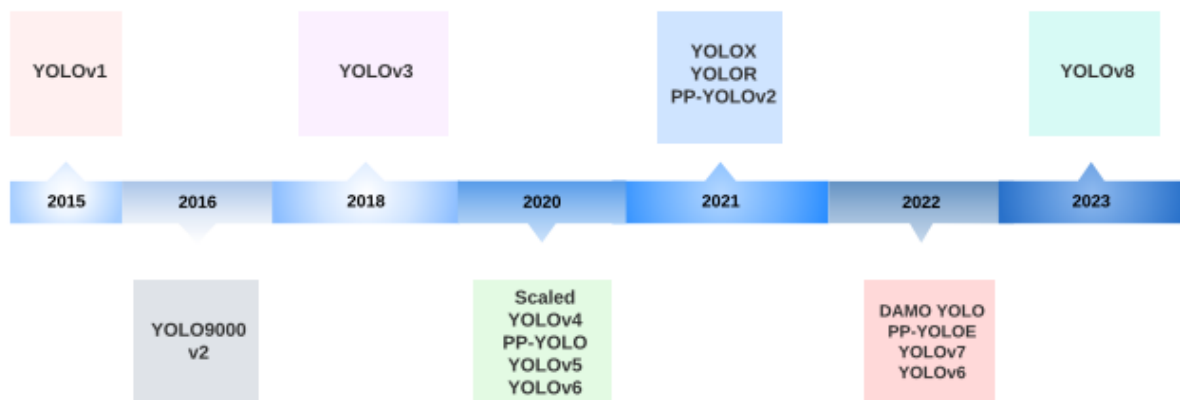 YOLOv1
YOLOv3
YOLOX
YOLOR
PP-YOLOv2
YOLOv8
2015
2016
2018
2020
2021
2022
2023
YOLO9000
v2
Scaled
YOLOv4
PP-YOLO
YOLOv5
YOLOv6
DAMO YOLO
PP-YOLOE
YOLOv7
YOLOv6